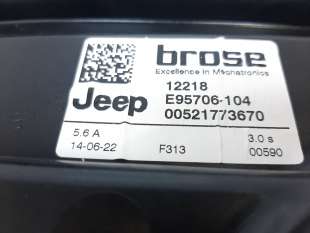 brose
Excellence in Mechatronics
Jeep
12218
E95706-104
00521773670
5.6 A
14-06-22
F313
3.0 s
00590